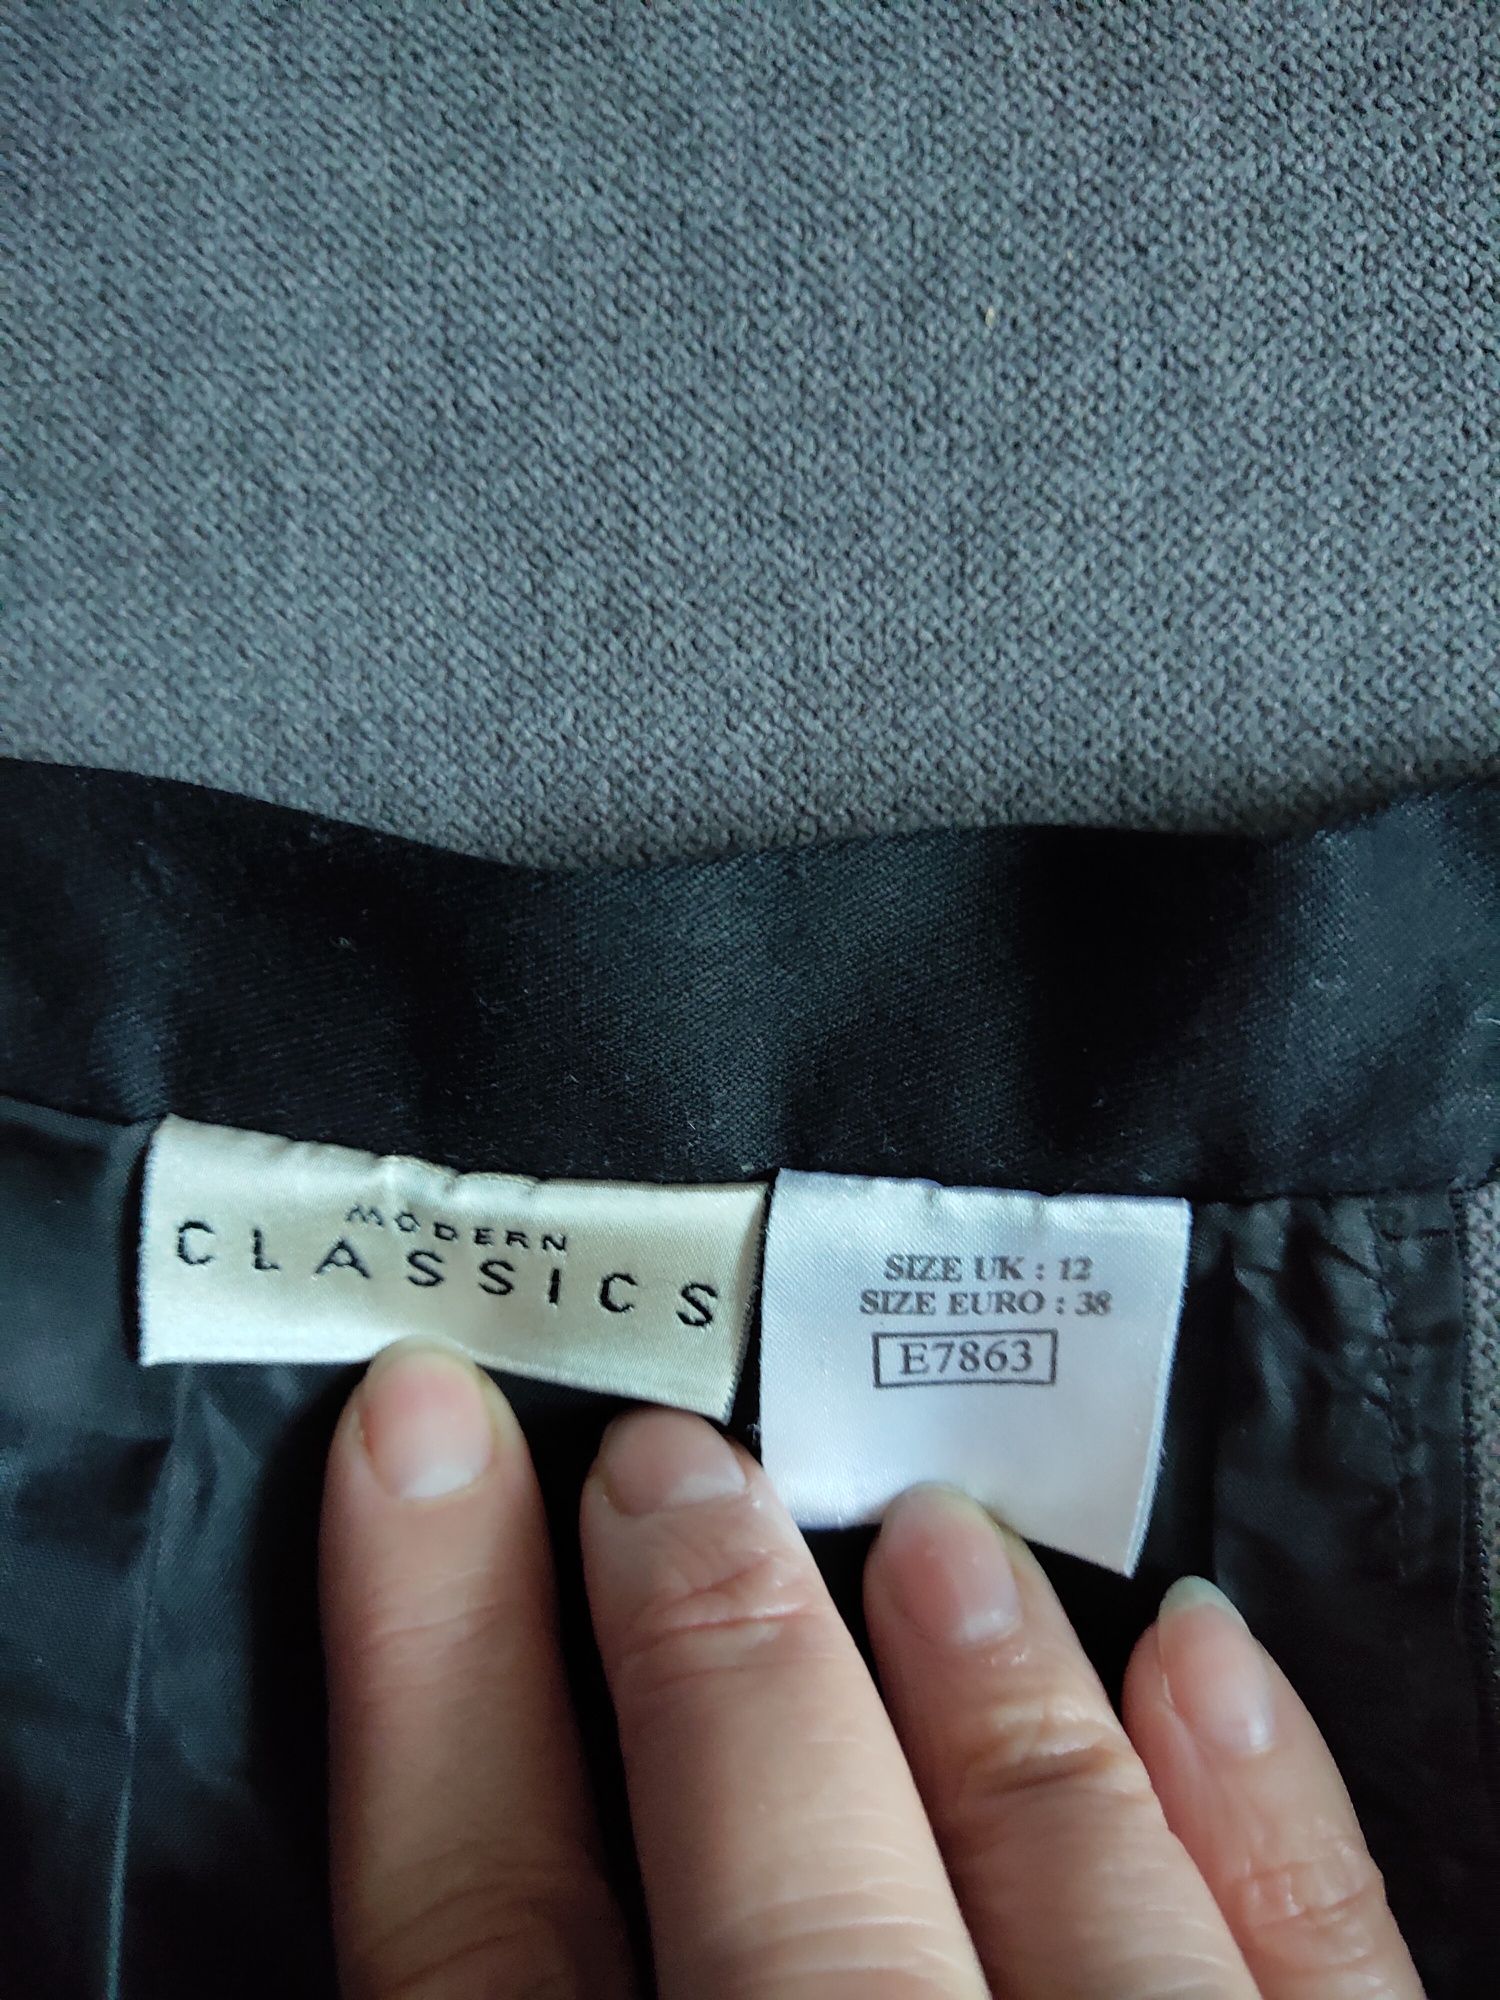 MODERN
CLASSICS
SIZE UK : 12
SIZE EURO : 38
E7863